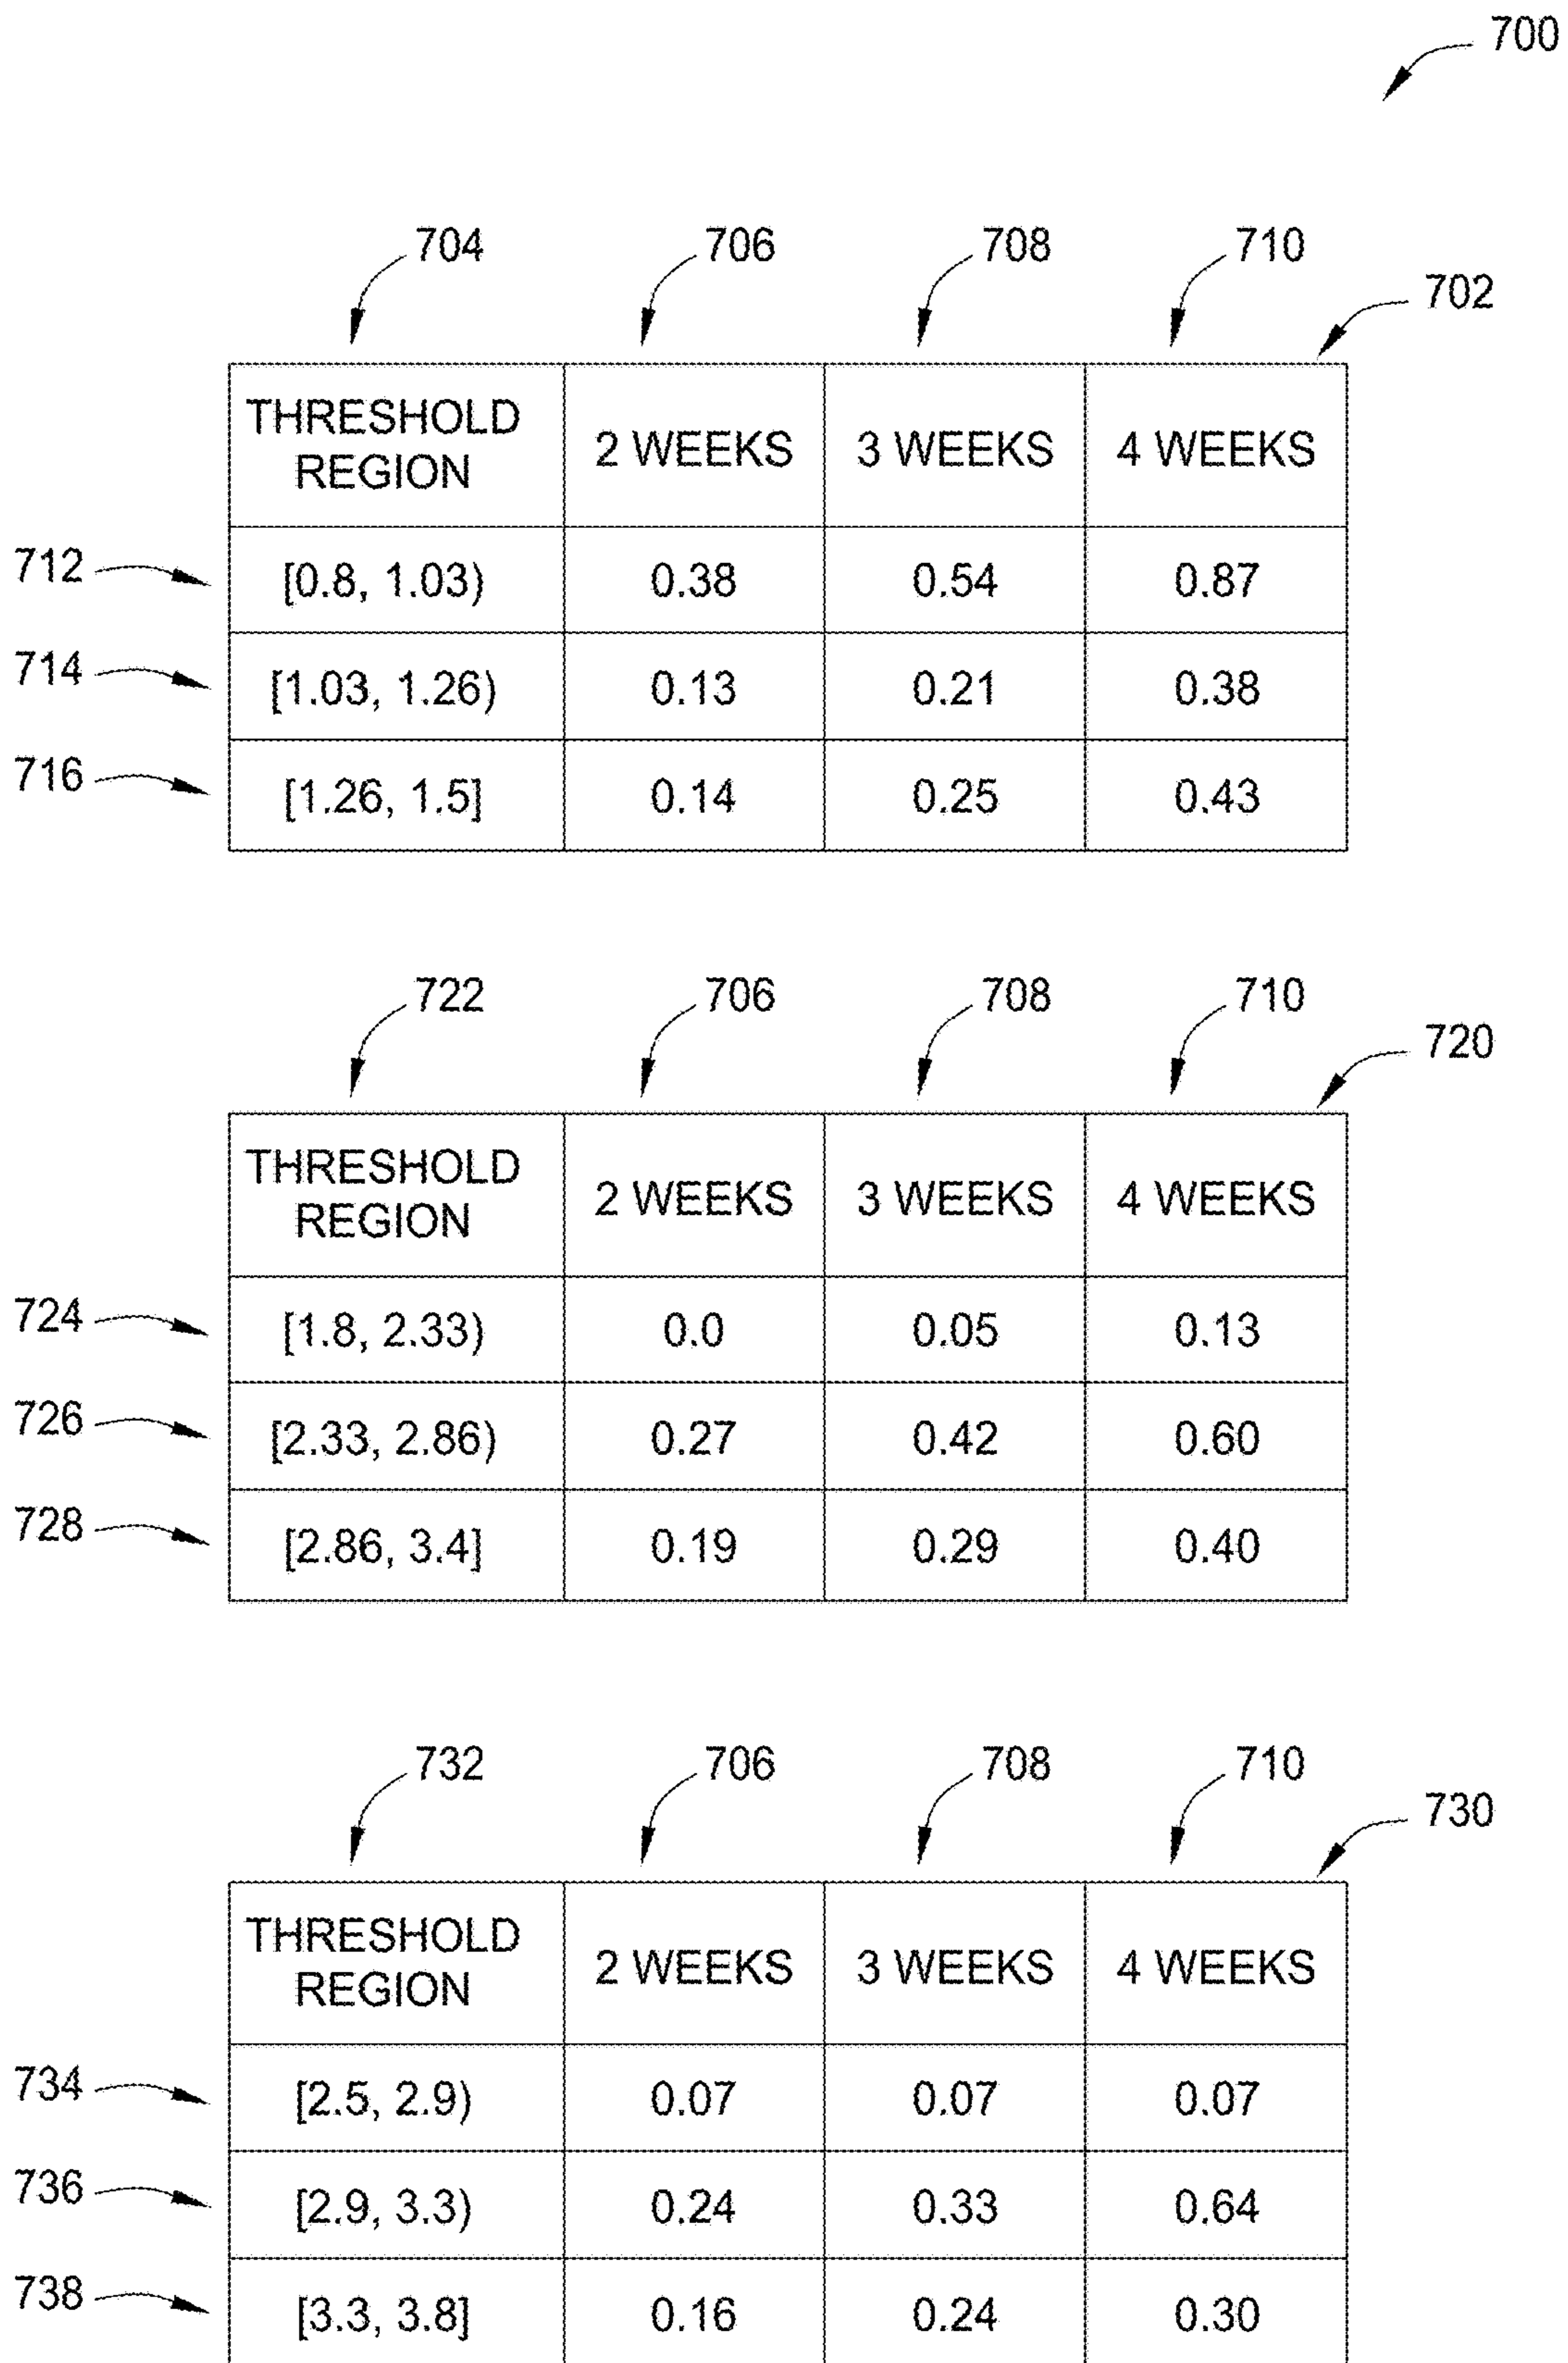 700
704 706 708 710
702
THRESHOLD
REGION 2 WEEKS 3 WEEKS 4 WEEKS
712 [0.8, 1.03) 0.38 0.54 0.87
714 [1.03, 1.26) 0.13 0.21 0.38
716 [1.26, 1.5] 0.14 0.25 0.43
722 706 708 710
720
THRESHOLD
REGION 2 WEEKS 3 WEEKS 4 WEEKS
724 [1.8, 2.33) 0.0 0.05 0.13
726 [2.33, 2.86) 0.27 0.42 0.60
728 [2.86, 3.4] 0.19 0.29 0.40
732 706 708 710
730
THRESHOLD
REGION 2 WEEKS 3 WEEKS 4 WEEKS
734 [2.5, 2.9) 0.07 0.07 0.07
736 [2.9, 3.3) 0.24 0.33 0.64
738 [3.3, 3.8] 0.16 0.24 0.30